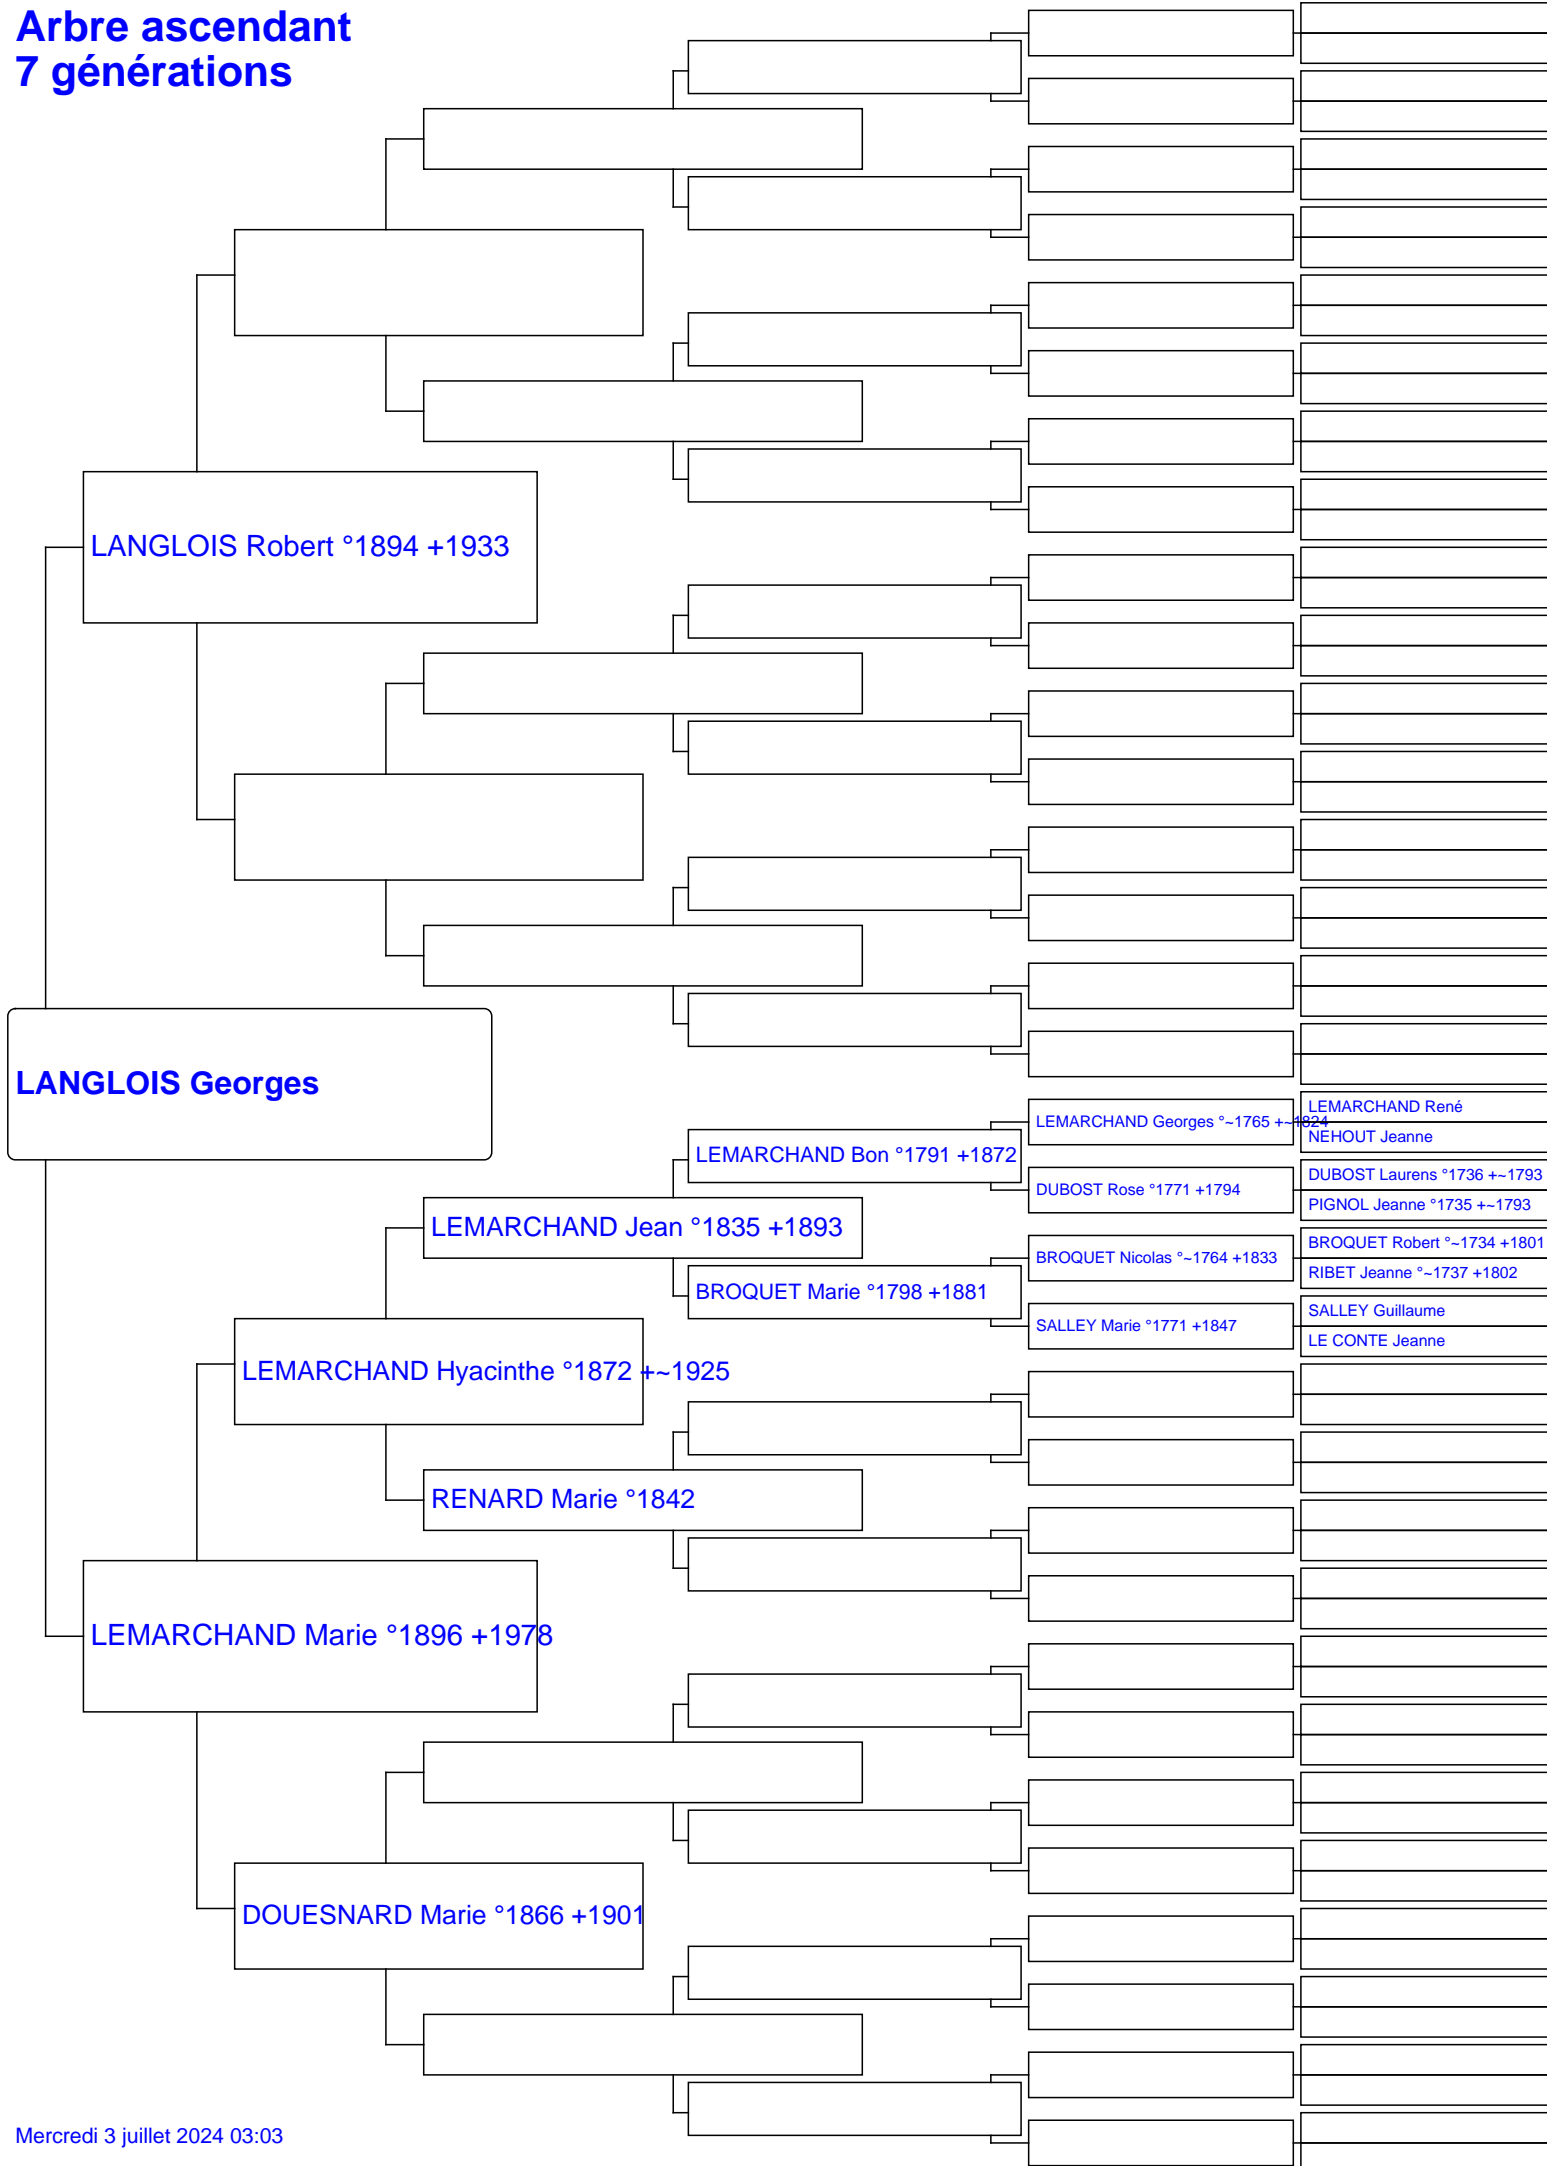 Arbre ascendant
7 générations
LANGLOIS Robert °1894 +1933
LANGLOIS Georges
LEMARCHAND René
LEMARCHAND Georges °~1765 +~1824
NEHOUT Jeanne
LEMARCHAND Bon °1791 +1872
DUBOST Laurens °1736 +~1793
DUBOST Rose °1771 +1794
PIGNOL Jeanne °1735 +~1793
LEMARCHAND Jean °1835 +1893
BROQUET Robert °~1734 +1801
BROQUET Nicolas °~1764 +1833
RIBET Jeanne °~1737 +1802
BROQUET Marie °1798 +1881
SALLEY Guillaume
SALLEY Marie °1771 +1847
LE CONTE Jeanne
LEMARCHAND Hyacinthe °1872 +~1925
RENARD Marie °1842
LEMARCHAND Marie °1896 +1978
DOUESNARD Marie °1866 +1901
Mercredi 3 juillet 2024 03:03